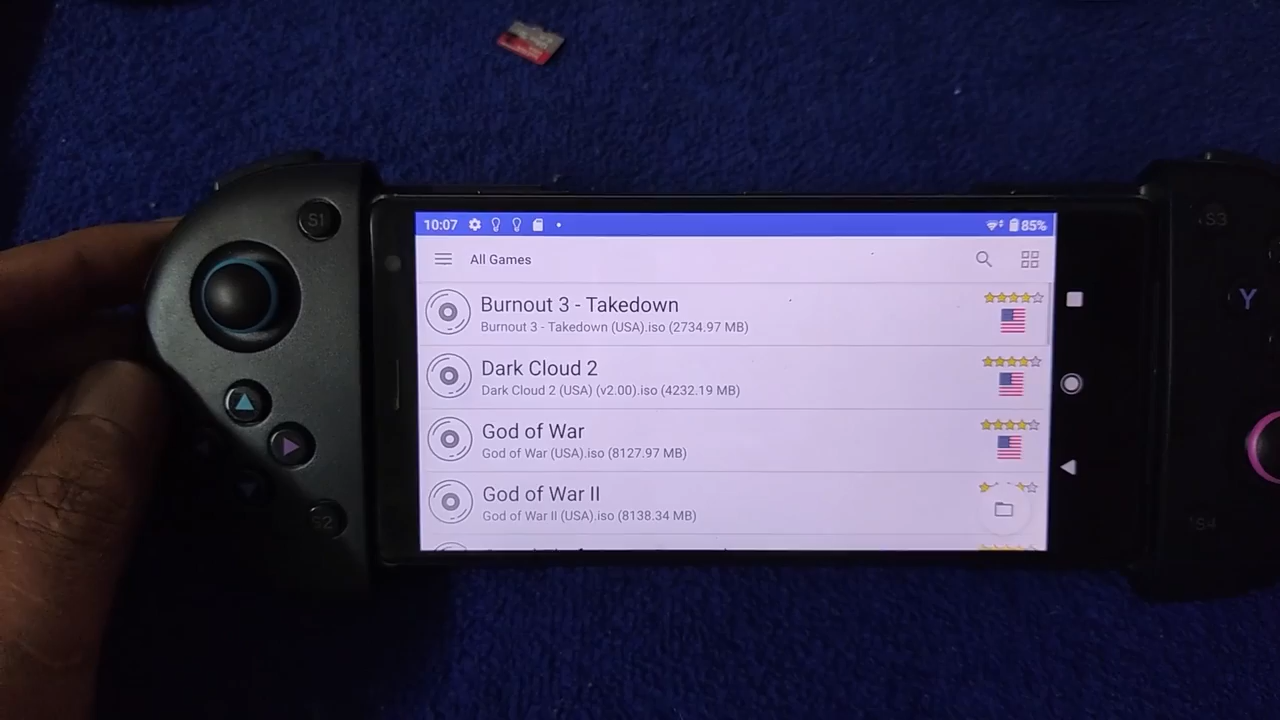 S1
S3
10:07
85%
All Games
Burnout 3 - Takedown
Burnout 3 - Takedown (USA).iso (2734.97 MB)
Y
Dark Cloud 2
Dark Cloud 2 (USA) (v2.00).iso (4232.19 MB)
God of War
God of War (USA).iso (8127.97 MB)
God of War II
God of War II (USA).iso (8138.34 MB)
S2
S4